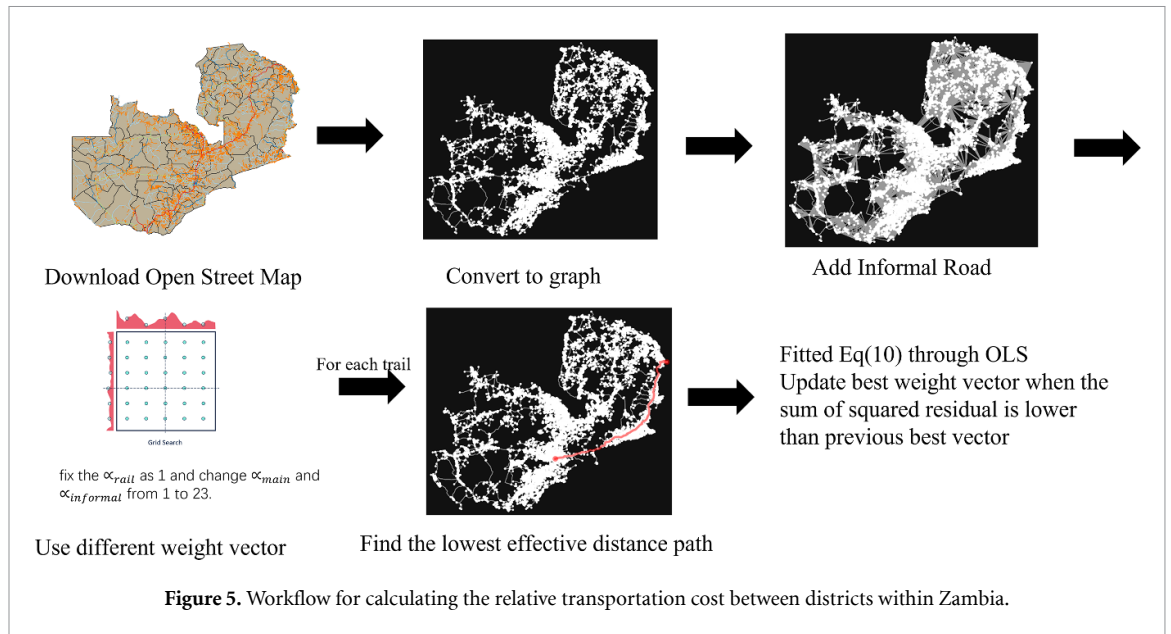 Download Open Street Map
Convert to graph
Add Informal Road
Grid Search
fix the ∝rail as 1 and change ∝main and
∝informal from 1 to 23.
Use different weight vector
For each trail
Find the lowest effective distance path
Fitted Eq(10) through OLS
Update best weight vector when the
sum of squared residual is lower
than previous best vector
Figure 5. Workflow for calculating the relative transportation cost between districts within Zambia.